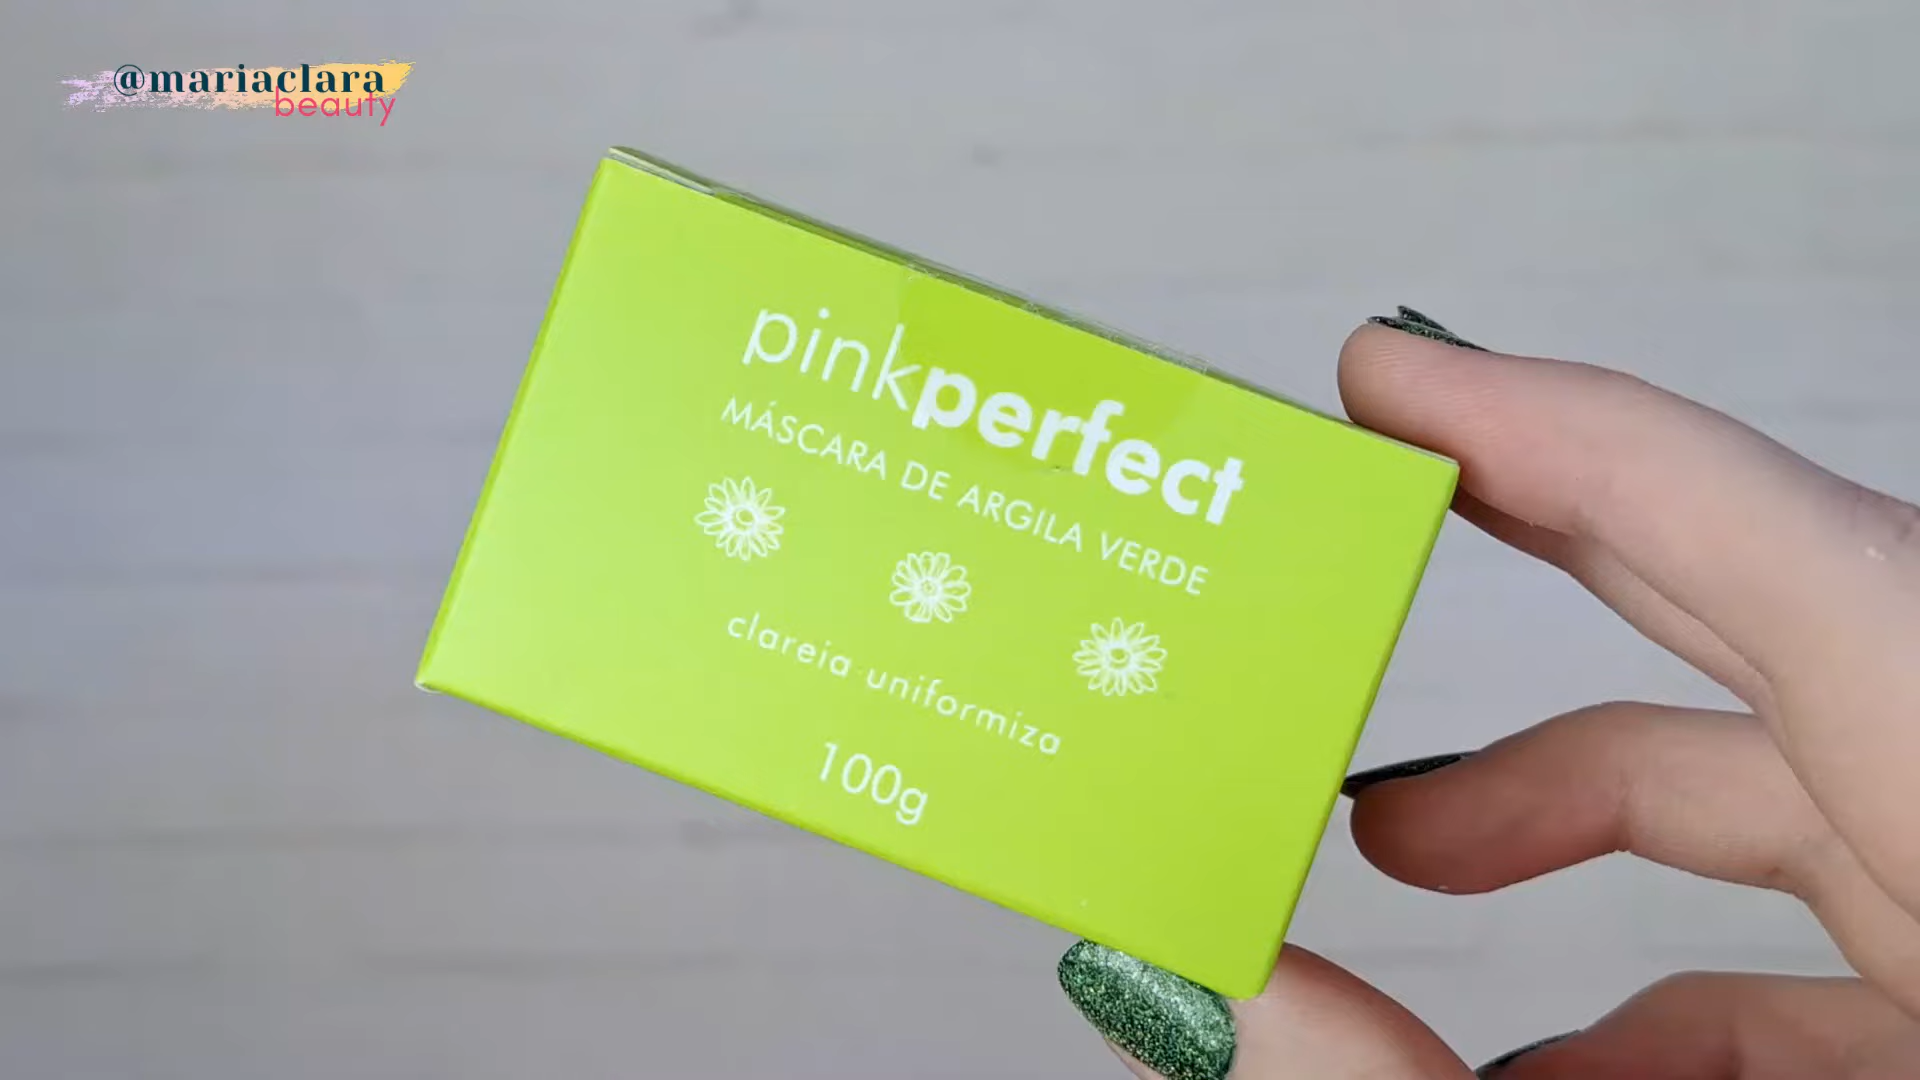 @mariaclara
beauty
pinkperfect
MÁSCARA DE ARGILA VERDE
clareia uniformiza
100g